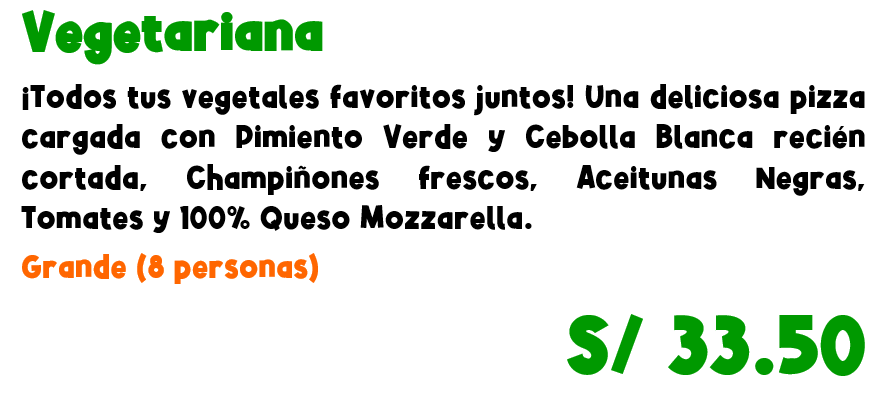 Vegetariana
¡Todos tus vegetales favoritos juntos! Una deliciosa pizza
cargada con Pimiento Verde y Cebolla Blanca recién
cortada, Champiñones frescos, Aceitunas Negras,
Tomates y 100% Queso Mozzarella.
Grande (8 personas)
S/ 33.50